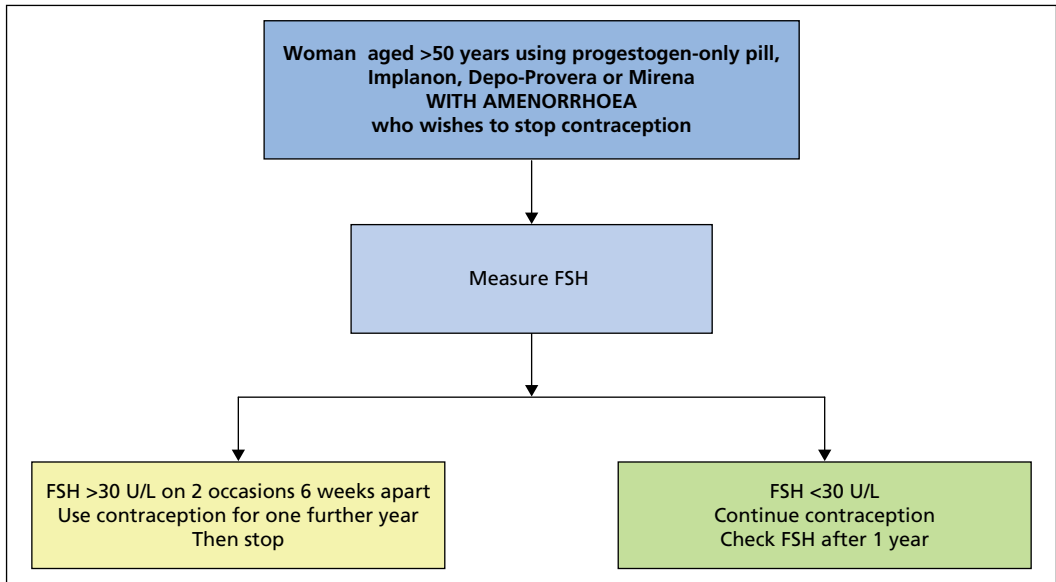 Woman aged >50 years using progestogen-only pill,
Implanon, Depo-Provera or Mirena
WITH AMENORRHOEA
who wishes to stop contraception
Measure FSH
FSH >30 U/L on 2 occasions 6 weeks apart
Use contraception for one further year
Then stop
FSH <30 U/L
Continue contraception
Check FSH after 1 year